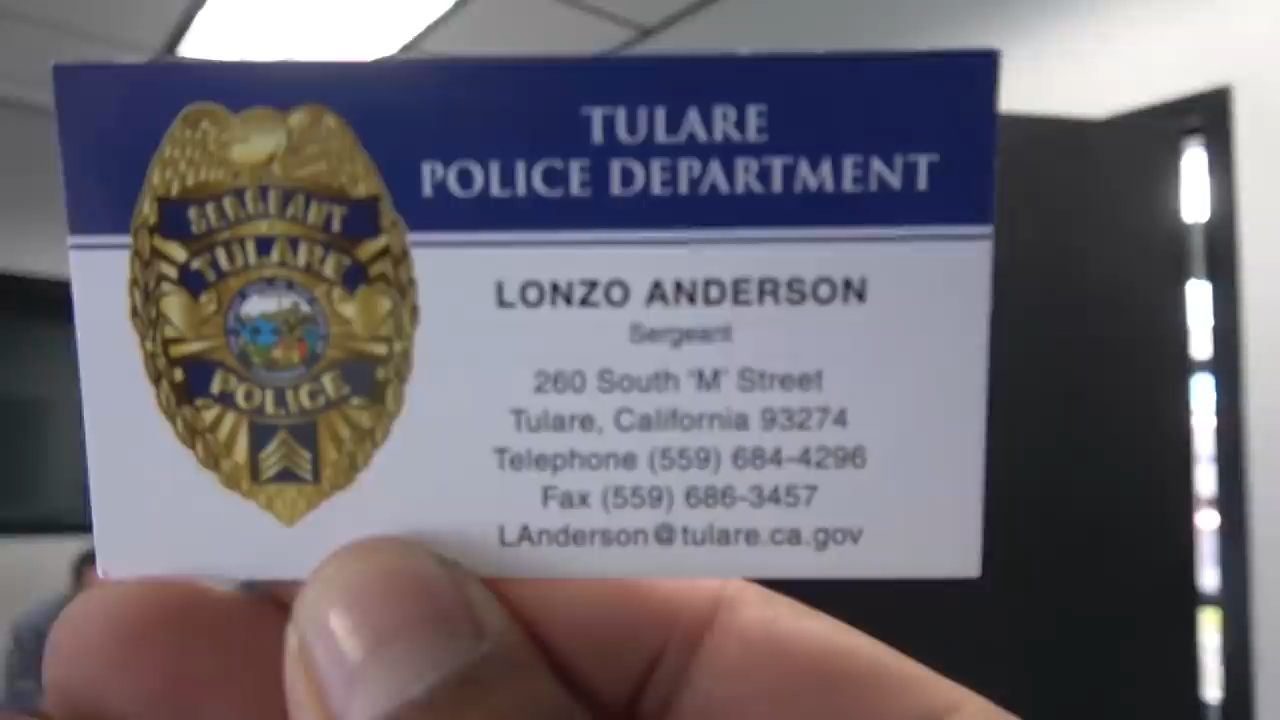 TULARE
POLICE DEPARTMENT
SERGEANT
TULARE
POLICE
LONZO ANDERSON
Sergeant
260 South "M" Street
Tulare, California 93274
Telephone (559) 684-4296
Fax (559) 686-3457
LAnderson@tulare.ca.gov